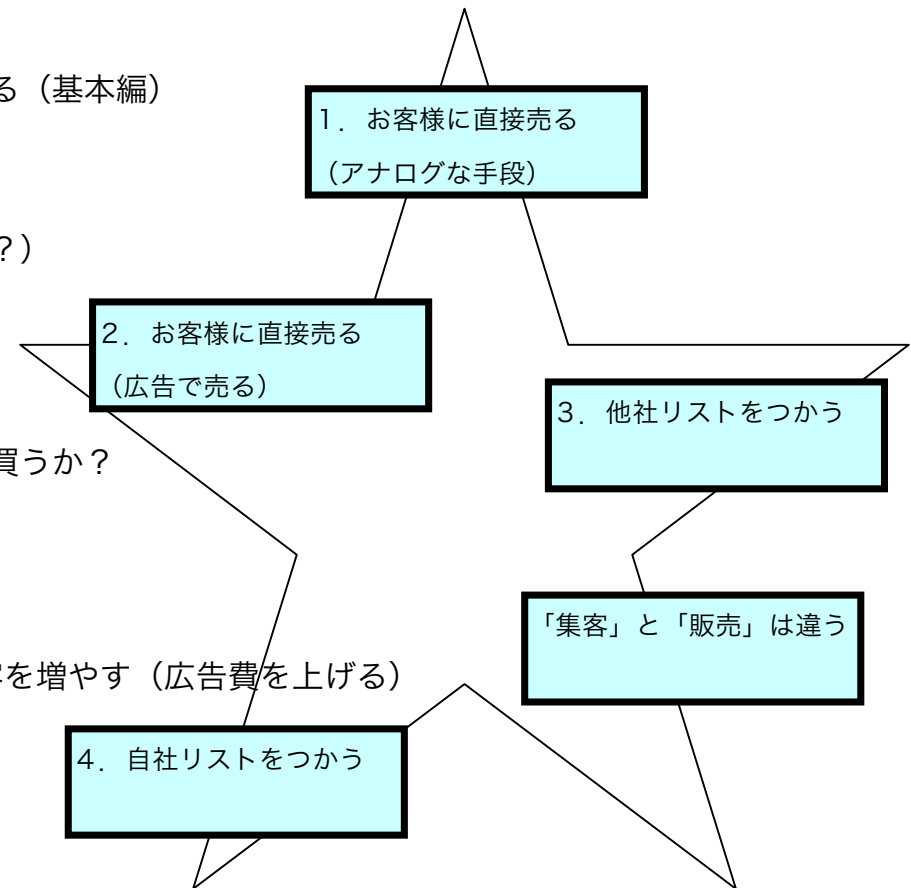 る（基本編）
１．お客様に直接売る
（アナログな手段）
？）
２．お客様に直接売る
（広告で売る）
３．他社リストをつかう
買うか？
「集客」と「販売」は違う
を増やす（広告費を上げる）
４．自社リストをつかう